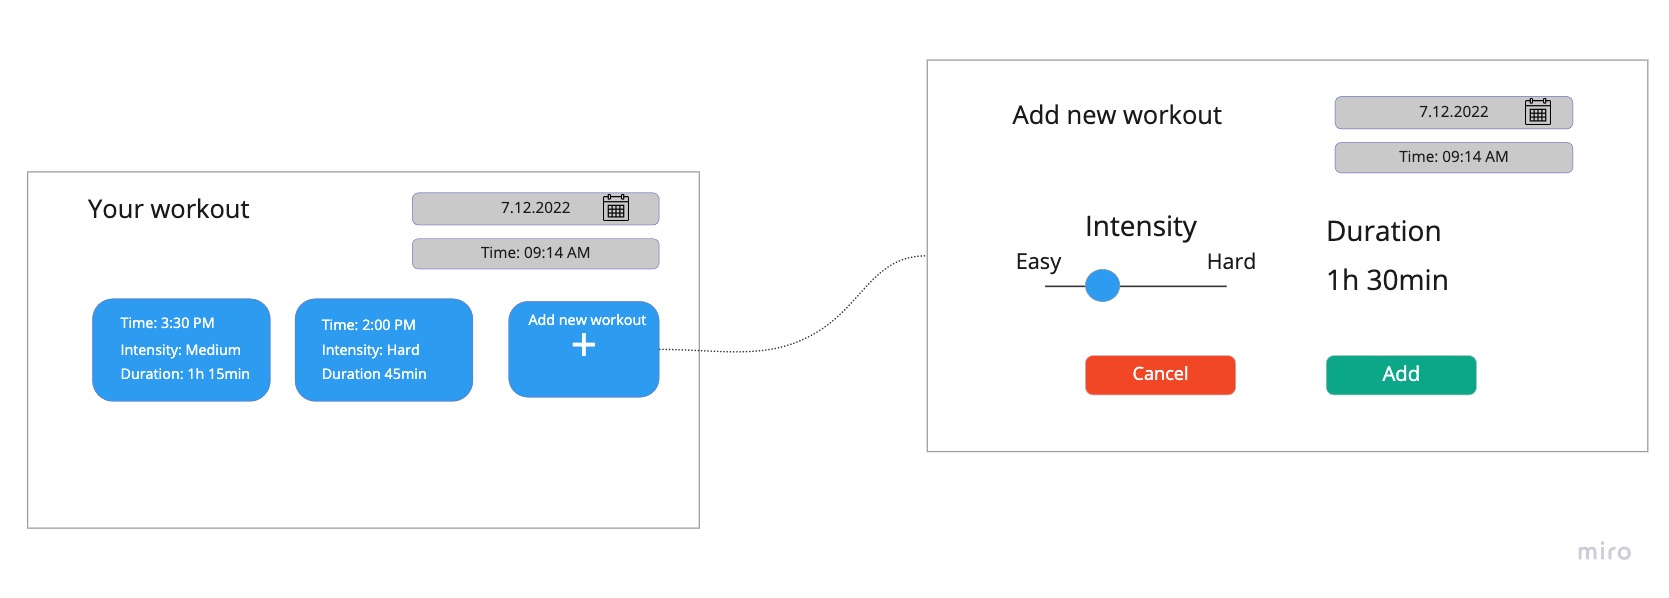 Your workout
7.12.2022
Time: 09:14 AM
Time: 3:30 PM
Intensity: Medium
Duration: 1h 15min
Time: 2:00 PM
Intensity: Hard
Duration 45min
Add new workout
+
Add new workout
7.12.2022
Time: 09:14 AM
Intensity
Easy
Hard
Duration
1h 30min
Cancel
Add
miro